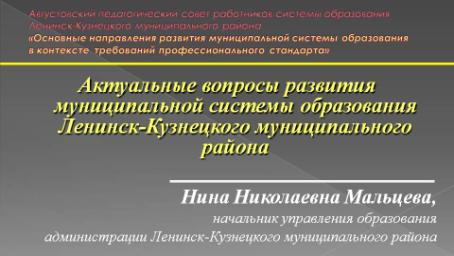 Августовский педагогический совет работников системы образования
Ленинск-Кузнецкого муниципального района
«Основные направления развития муниципальной системы образования
в контексте требований профессионального стандарта»
Актуальные вопросы развития
муниципальной системы образования
Ленинск-Кузнецкого муниципального
района
Нина Николаевна Мальцева,
начальник управления образования
администрации Ленинск-Кузнецкого муниципального района